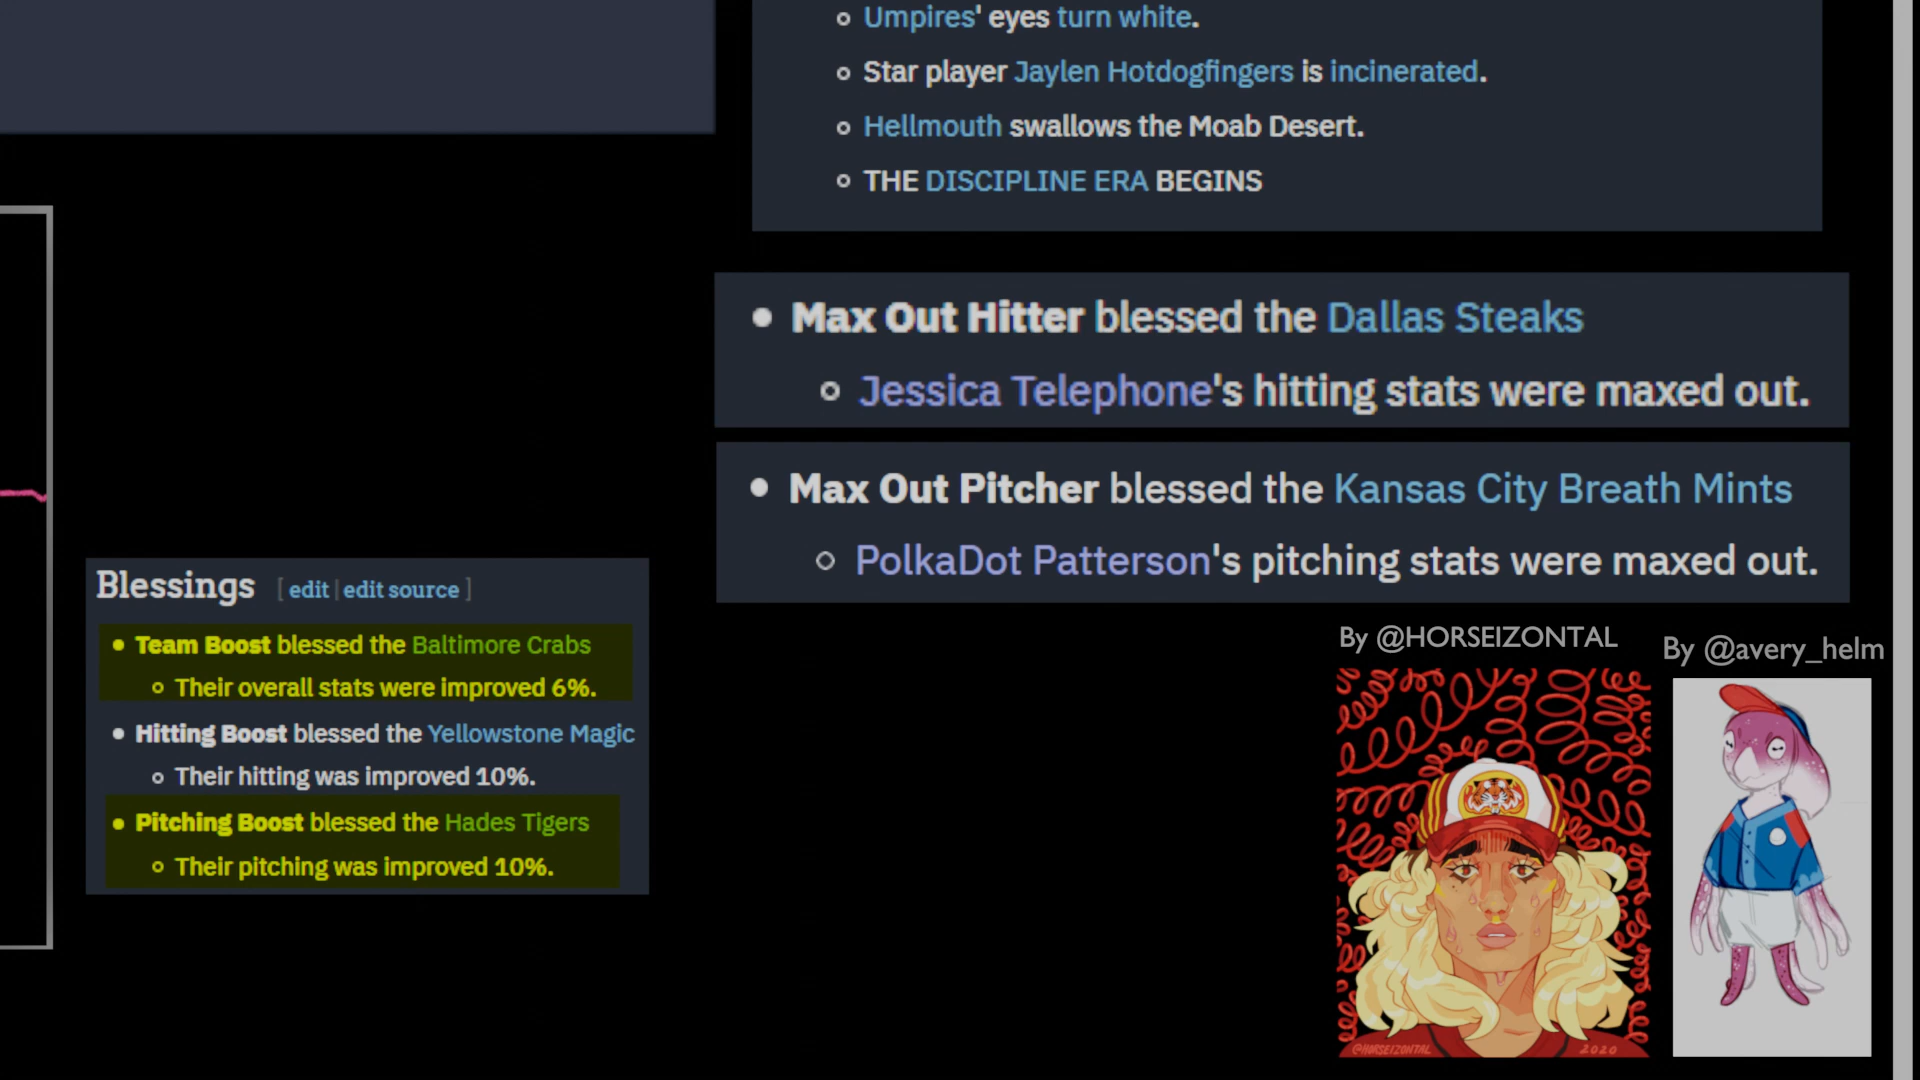 Umpires' eyes turn white.
Star player Jaylen Hotdogfingers is incinerated.
Hellmouth swallows the Moab Desert.
THE DISCIPLINE ERA BEGINS
Max Out Hitter blessed the Dallas Steaks
Jessica Telephone's hitting stats were maxed out.
Max Out Pitcher blessed the Kansas City Breath Mints
PolkaDot Patterson's pitching stats were maxed out.
Blessings [ edit | edit source ]
Team Boost blessed the Baltimore Crabs
Their overall stats were improved 6%.
Hitting Boost blessed the Yellowstone Magic
Their hitting was improved 10%.
Pitching Boost blessed the Hades Tigers
Their pitching was improved 10%.
By @HORSEIZONTAL
By @avery_helm
@HORSEIZONTAL
2020